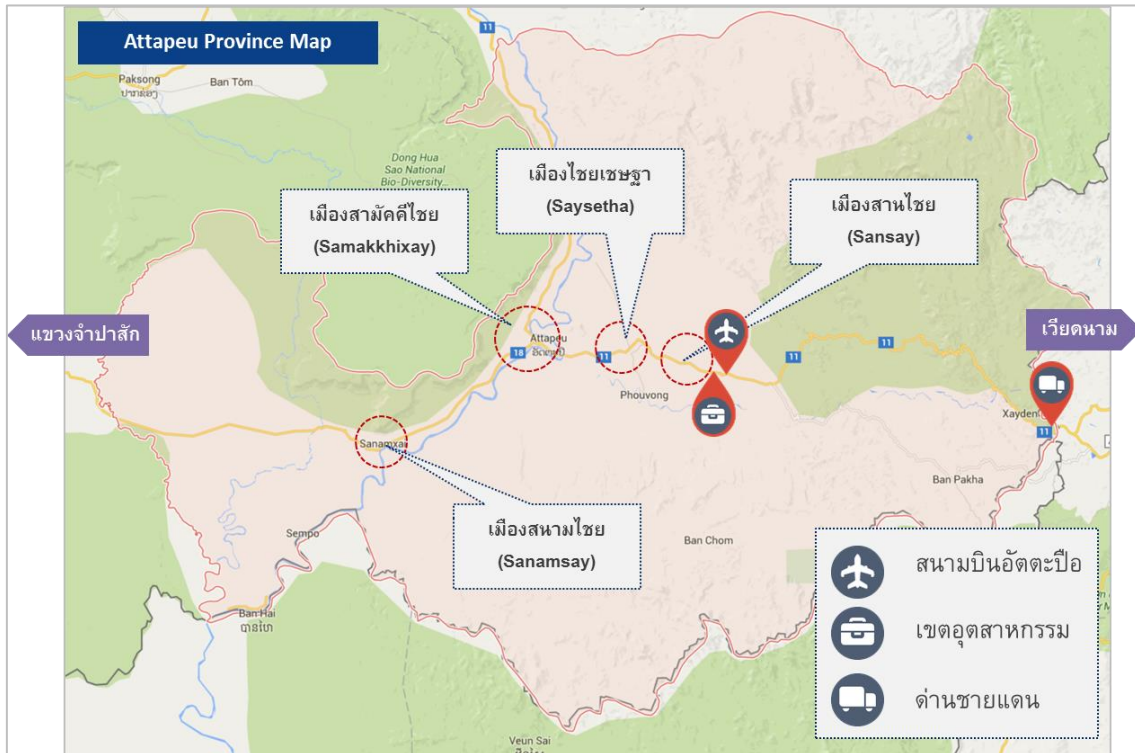 Attapeu Province Map
Paksong
ປາກຊ່ອງ
Ban Tôm
Dong Hua
Sao National
Bio-Diversity...
เมืองไชยเชษฐา
(Saysetha)
เมืองสามัคคีไชย
(Samakkhixay)
เมืองสานไชย
(Sansay)
แขวงจำปาสัก
เวียดนาม
Attapeu
ອັດຕະປື
18
11
11
11
11
Phouvong
Xayden
Sanamxai
Ban Pakha
เมืองสนามไชย
(Sanamsay)
Sempo
Ban Chom
Ban Hai
ບ້ານໄຮ
สนามบินอัตตะปือ
เขตอุตสาหกรรม
ด่านชายแดน
Veun Sai